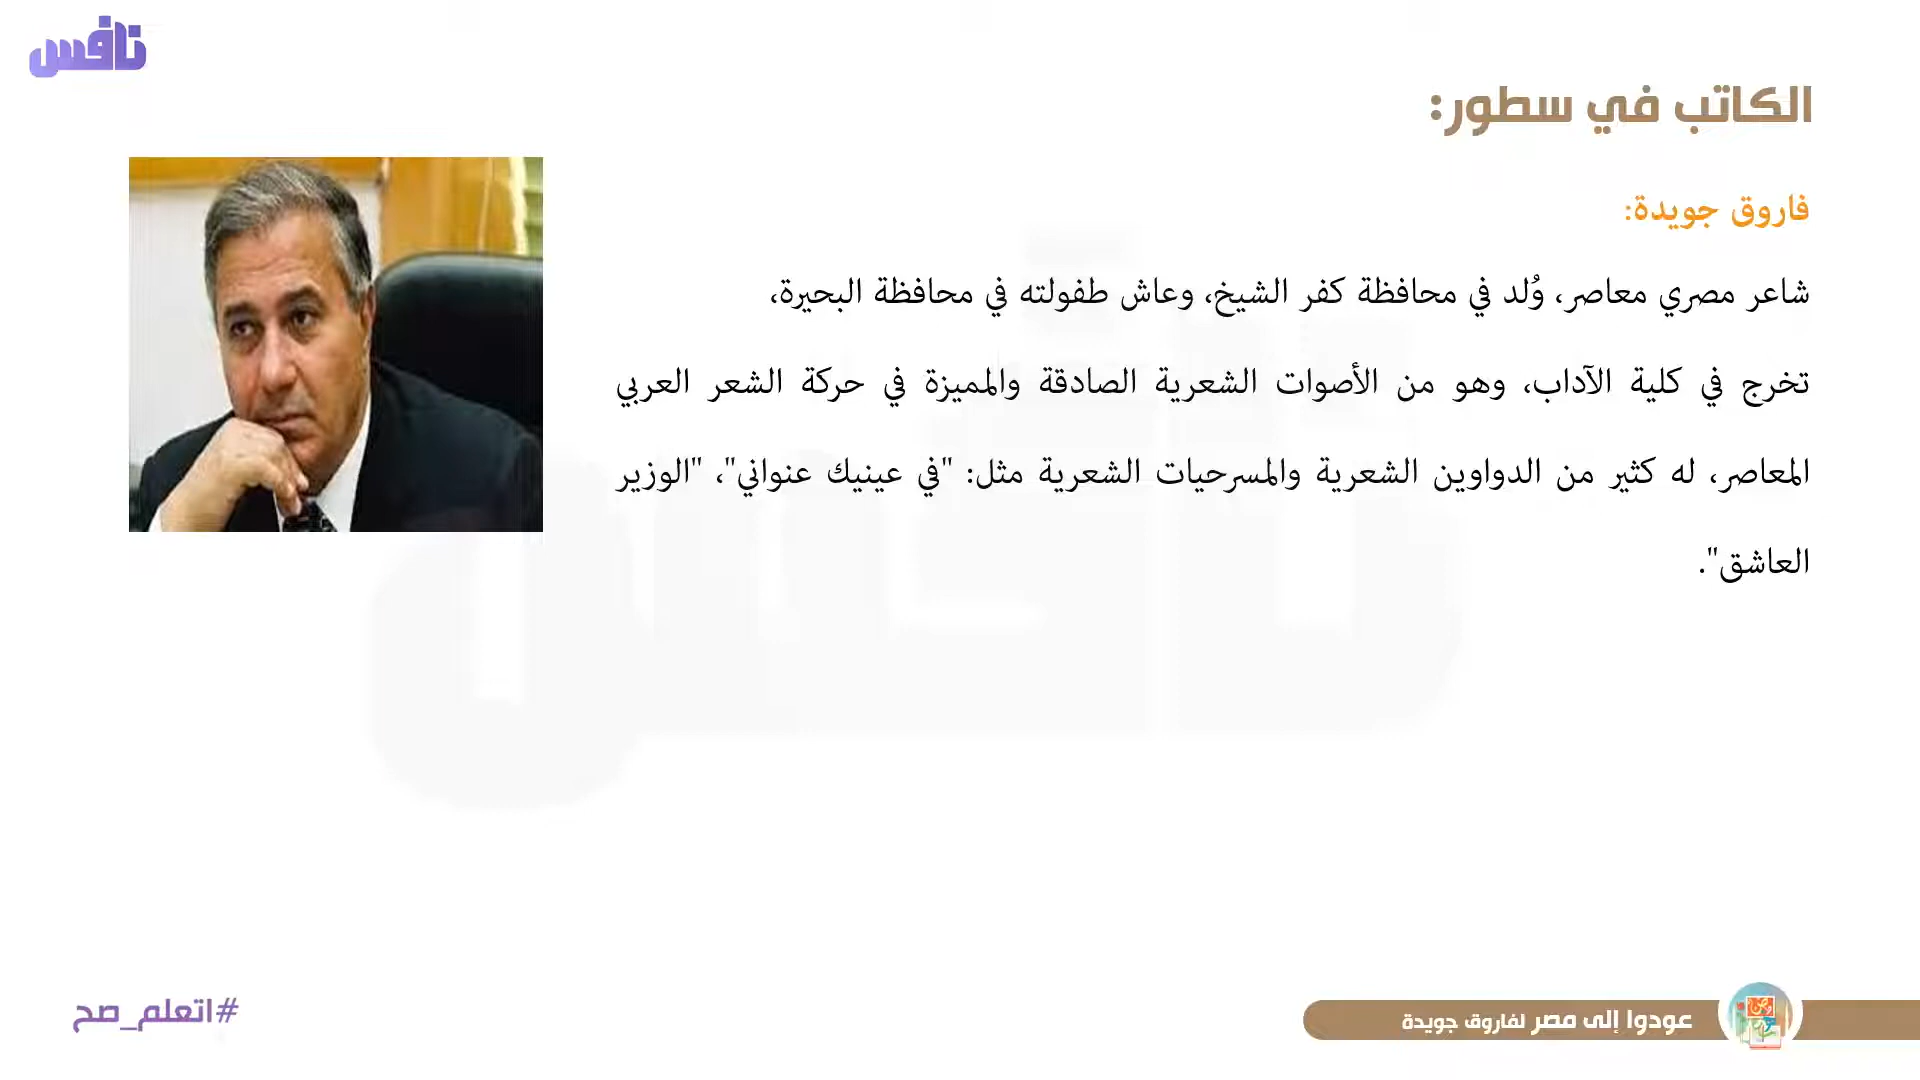 نافس
الكاتب في سطور:
فاروق جويدة:
شاعر مصري معاصر، وُلد في محافظة كفر الشيخ، وعاش طفولته في محافظة البحيرة،
تخرج في كلية الآداب، وهو من الأصوات الشعرية الصادقة والمميزة في حركة الشعر العربي
المعاصر، له كثير من الدواوين الشعرية والمسرحيات الشعرية مثل: "في عينيك عنواني"، "الوزير
العاشق".
عودوا إلى مصر لفاروق جويدة
#اتعلم_صح